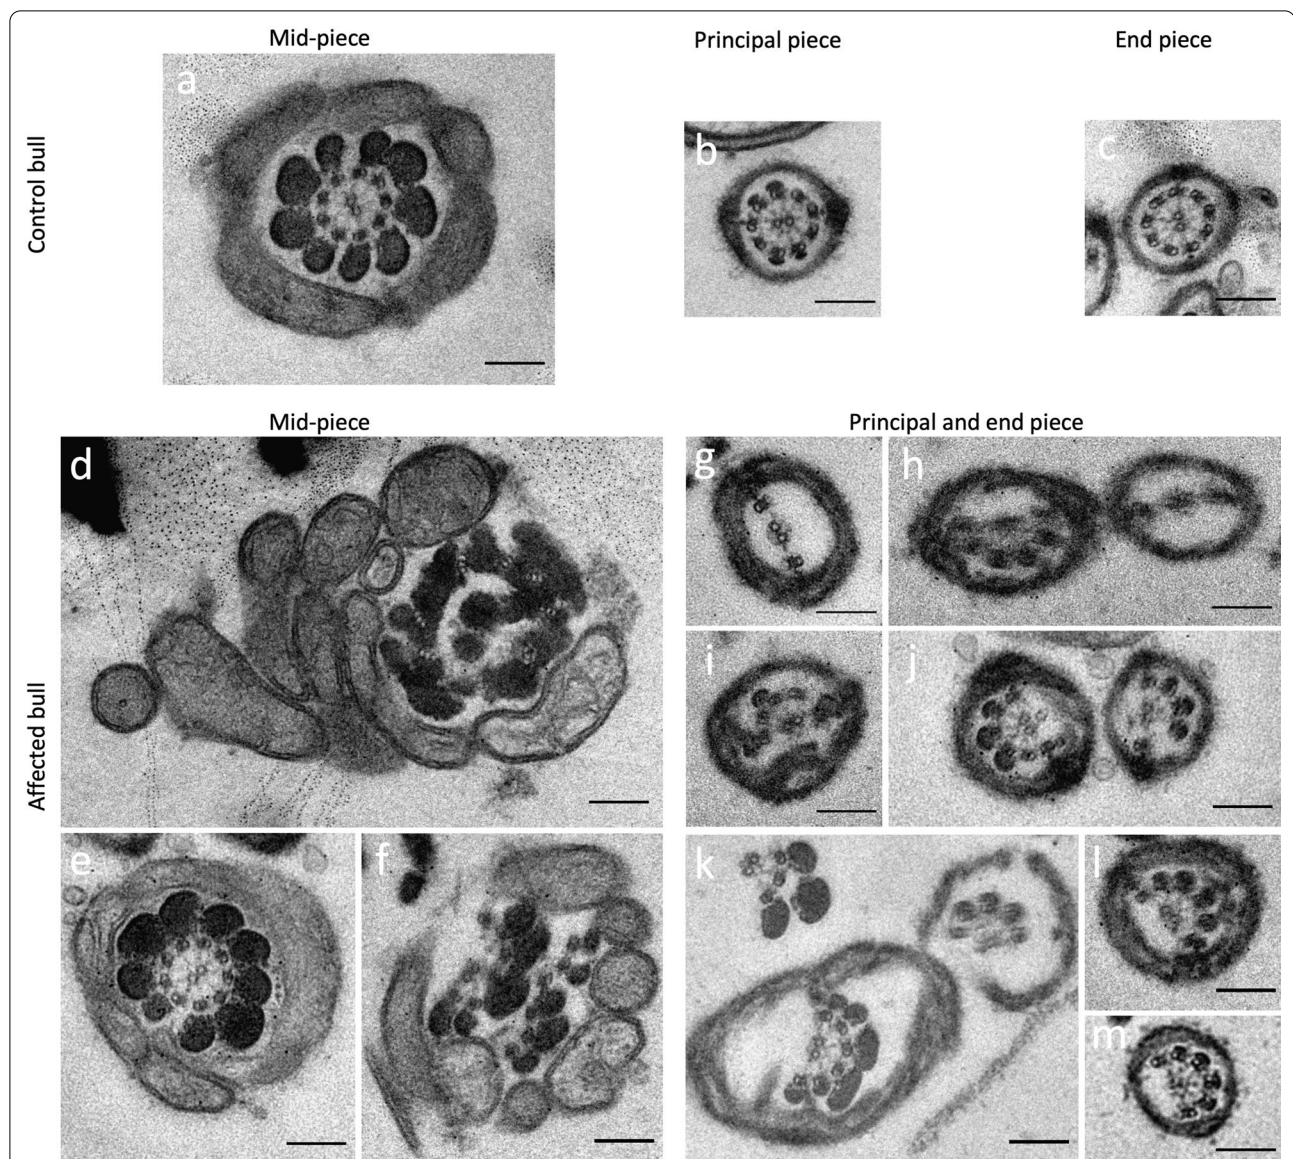 Mid-piece Principal piece End piece
Control bull
a b c
Mid-piece Principal and end piece
Affected bull
d g h
i j
e f k l
m